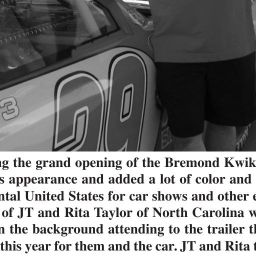 3
29
ng the grand opening of the Bremond Kwik
s appearance and added a lot of color and
ntal United States for car shows and other e
of JT and Rita Taylor of North Carolina w
n the background attending to the trailer th
this year for them and the car. JT and Rita t